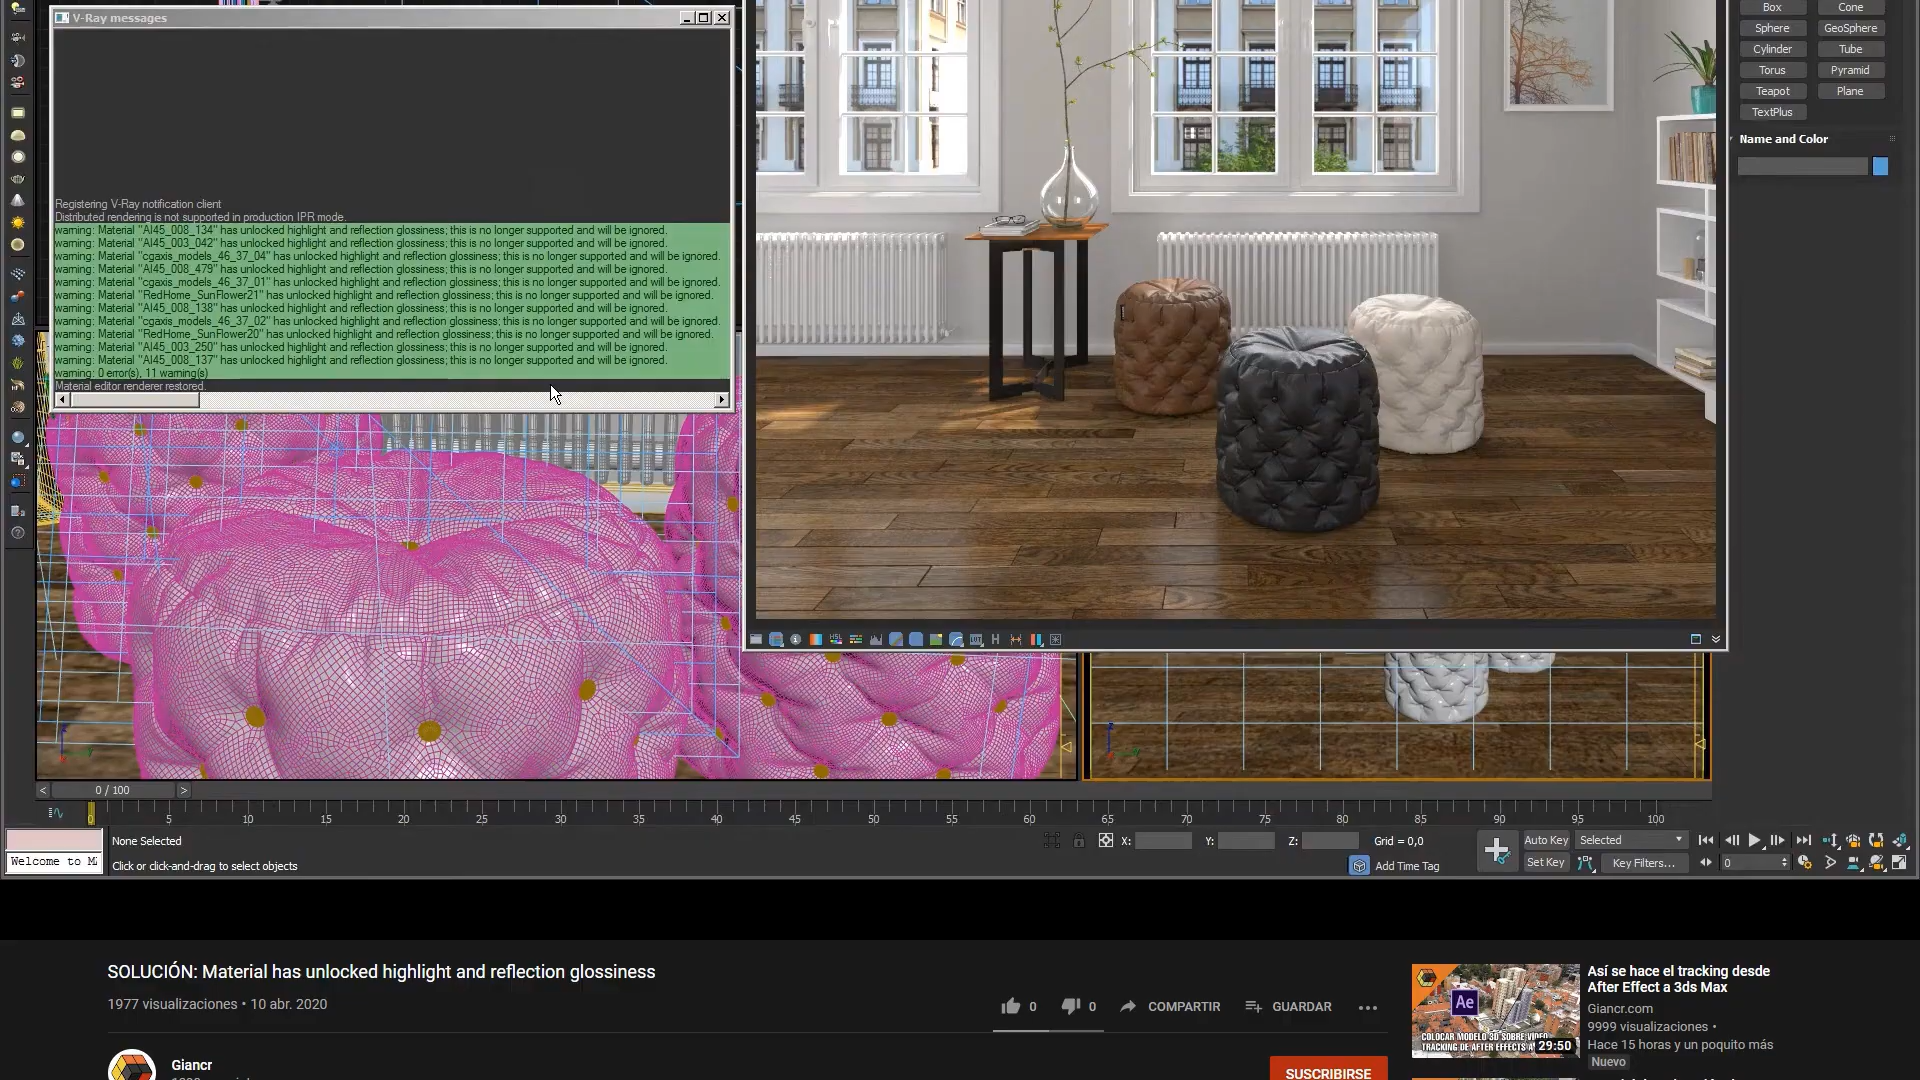 V-Ray messages
Registering V-Ray notification client
Distributed rendering is not supported in production IPR mode.
warning: Material "AI45_008_134" has unlocked highlight and reflection glossiness; this is no longer supported and will be ignored.
warning: Material "AI45_003_042" has unlocked highlight and reflection glossiness; this is no longer supported and will be ignored.
warning: Material "cgaxis_models_46_37_04" has unlocked highlight and reflection glossiness; this is no longer supported and will be ignored.
warning: Material "AI45_008_479" has unlocked highlight and reflection glossiness; this is no longer supported and will be ignored.
warning: Material "cgaxis_models_46_37_01" has unlocked highlight and reflection glossiness; this is no longer supported and will be ignored.
warning: Material "RedHome_SunFlower21" has unlocked highlight and reflection glossiness; this is no longer supported and will be ignored.
warning: Material "AI45_008_138" has unlocked highlight and reflection glossiness; this is no longer supported and will be ignored.
warning: Material "cgaxis_models_46_37_02" has unlocked highlight and reflection glossiness; this is no longer supported and will be ignored.
warning: Material "RedHome_SunFlower20" has unlocked highlight and reflection glossiness; this is no longer supported and will be ignored.
warning: Material "AI45_003_250" has unlocked highlight and reflection glossiness; this is no longer supported and will be ignored.
warning: Material "AI45_008_137" has unlocked highlight and reflection glossiness; this is no longer supported and will be ignored.
warning: 0 error(s), 11 warning(s)
Material editor renderer restored.
Box Cone
Sphere GeoSphere
Cylinder Tube
Torus Pyramid
Teapot Plane
TextPlus
Name and Color
HSL
LUT
H
< 0 / 100 >
0 5 10 15 20 25 30 35 40 45 50 55 60 65 70 75 80 85 90 95 100
None Selected X: Y: Z: Grid = 0,0 Auto Key Selected
Welcome to M
Click or click-and-drag to select objects Add Time Tag Set Key Key Filters... 0
SOLUCIÓN: Material has unlocked highlight and reflection glossiness
1977 visualizaciones • 10 abr. 2020
0 0 COMPARTIR GUARDAR
Giancr
SUSCRIBIRSE
Ae
COLOCAR MODELO 3D SOBRE VIDEO
TRACKING DE AFTER EFFECTS A
29:50
Así se hace el tracking desde
After Effect a 3ds Max
Giancr.com
9999 visualizaciones •
Hace 15 horas y un poquito más
Nuevo